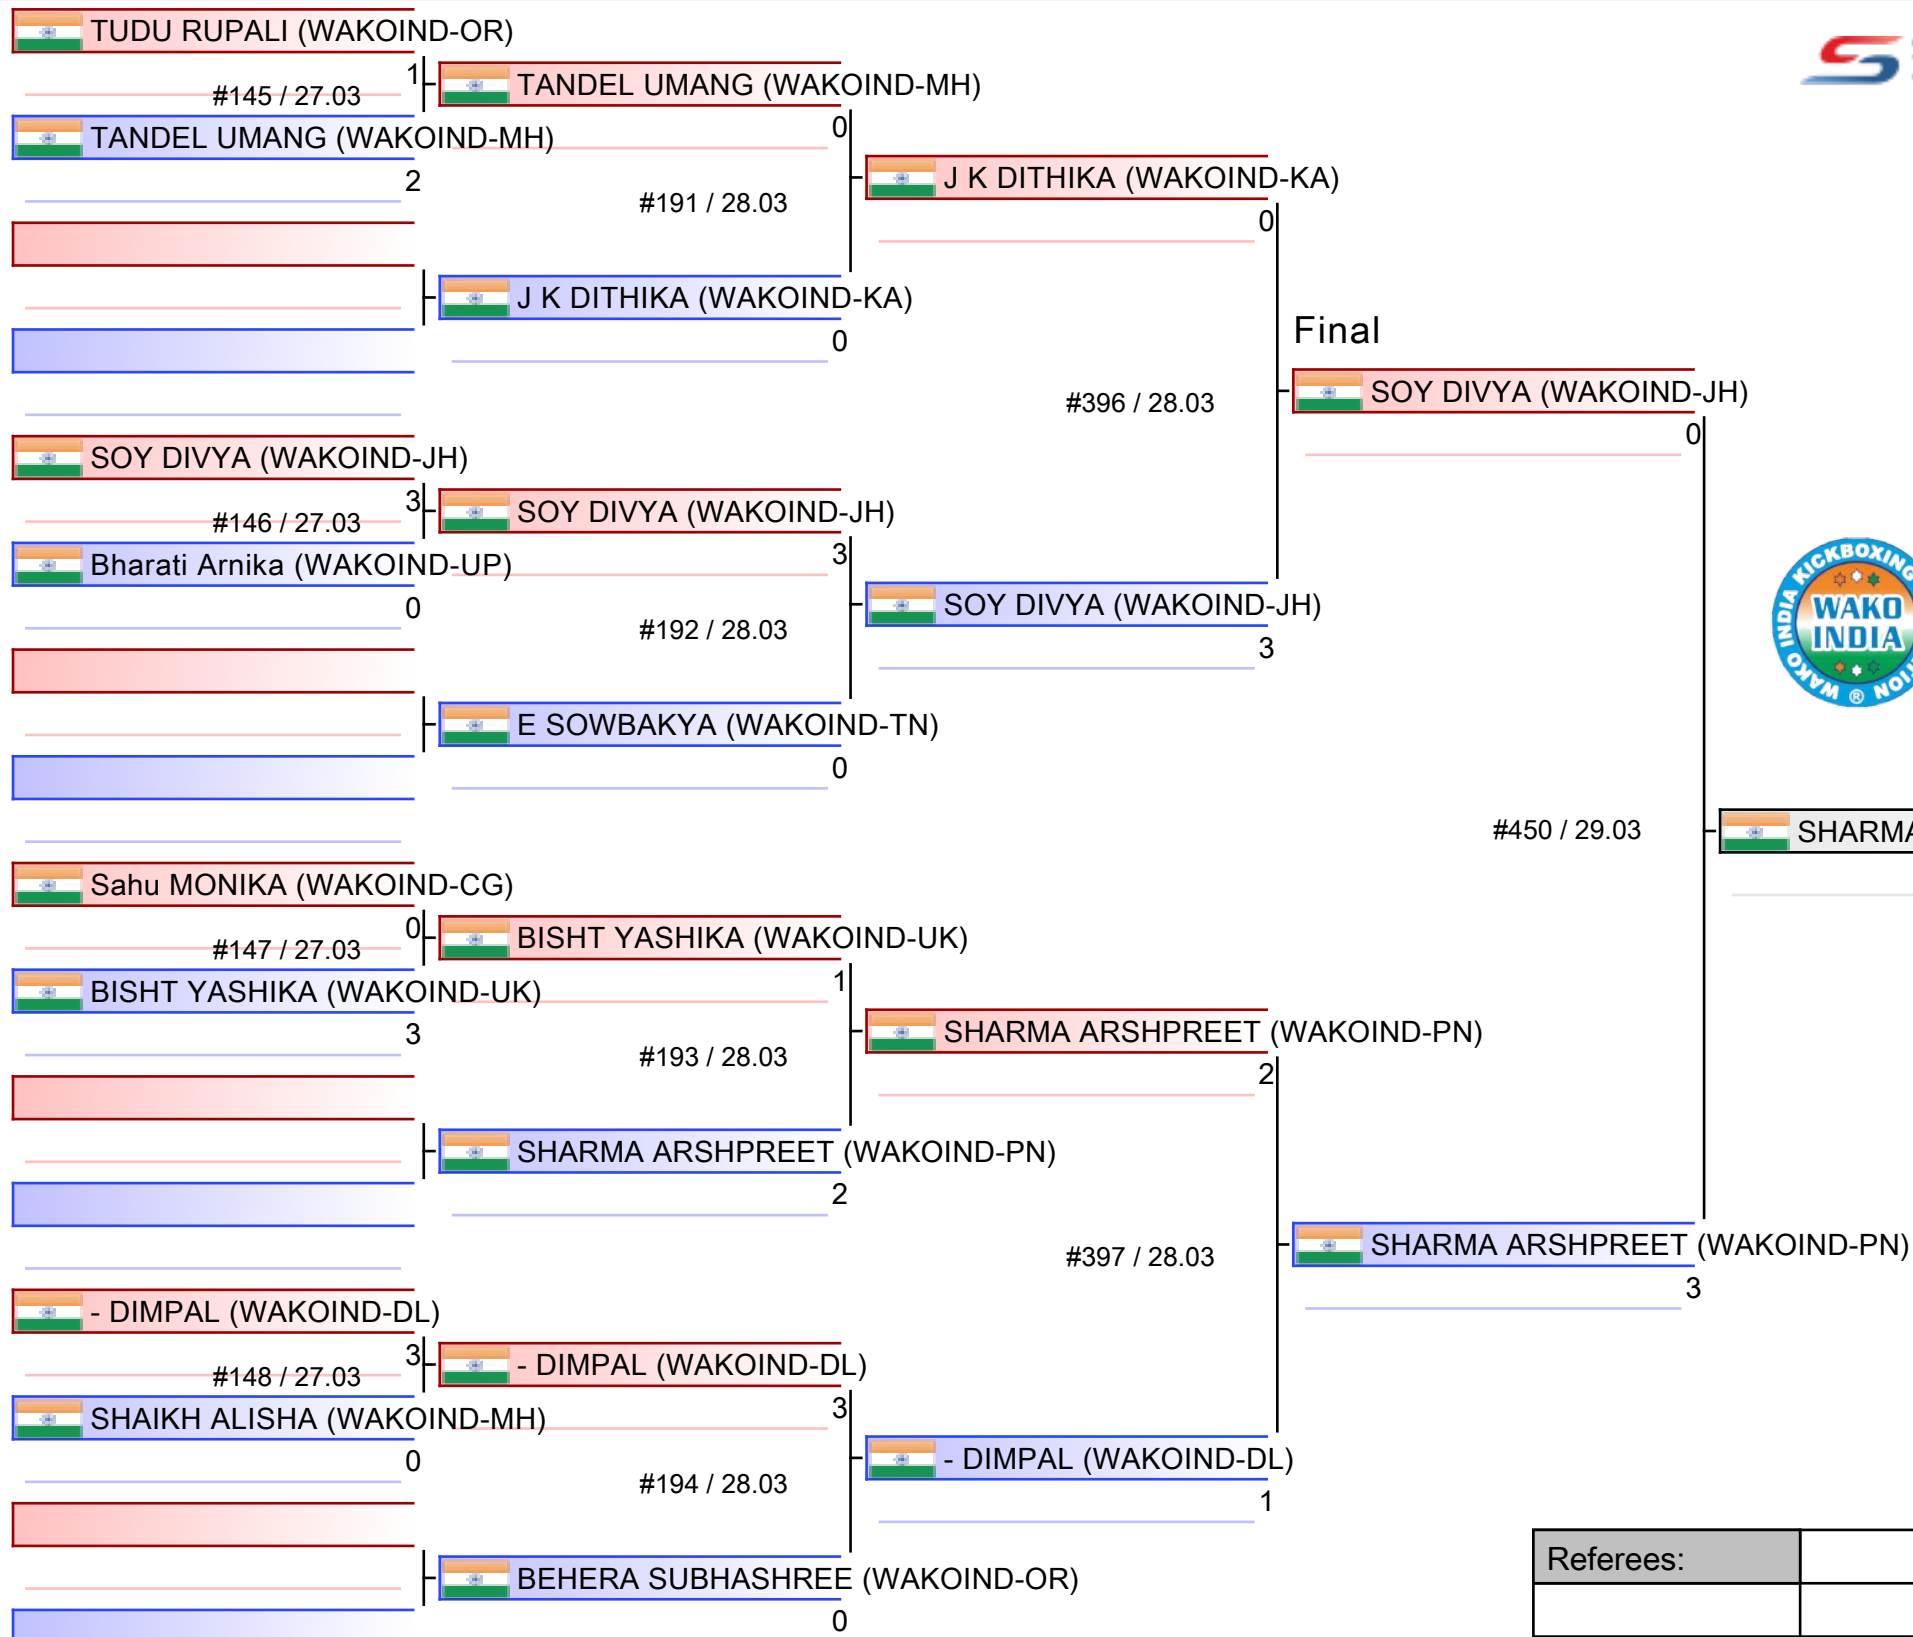 TUDU RUPALI (WAKOIND-OR)
1
#145 / 27.03
TANDEL UMANG (WAKOIND-MH)
2
SOY DIVYA (WAKOIND-JH)
3
#146 / 27.03
Bharati Arnika (WAKOIND-UP)
0
Sahu MONIKA (WAKOIND-CG)
0
#147 / 27.03
BISHT YASHIKA (WAKOIND-UK)
3
- DIMPAL (WAKOIND-DL)
3
#148 / 27.03
SHAIKH ALISHA (WAKOIND-MH)
0
TANDEL UMANG (WAKOIND-MH)
0
#191 / 28.03
J K DITHIKA (WAKOIND-KA)
0
SOY DIVYA (WAKOIND-JH)
3
#192 / 28.03
E SOWBAKYA (WAKOIND-TN)
0
BISHT YASHIKA (WAKOIND-UK)
1
#193 / 28.03
SHARMA ARSHPREET (WAKOIND-PN)
2
- DIMPAL (WAKOIND-DL)
3
#194 / 28.03
BEHERA SUBHASHREE (WAKOIND-OR)
0
J K DITHIKA (WAKOIND-KA)
0
#396 / 28.03
SOY DIVYA (WAKOIND-JH)
3
SHARMA ARSHPREET (WAKOIND-PN)
2
#397 / 28.03
- DIMPAL (WAKOIND-DL)
1
Final
SOY DIVYA (WAKOIND-JH)
0
#450 / 29.03
SHARMA ARSHPREET (WAKOIND-PN)
3
WAKO INDIA KICKBOXING
WAKO
INDIA
SHARMA
Referees: